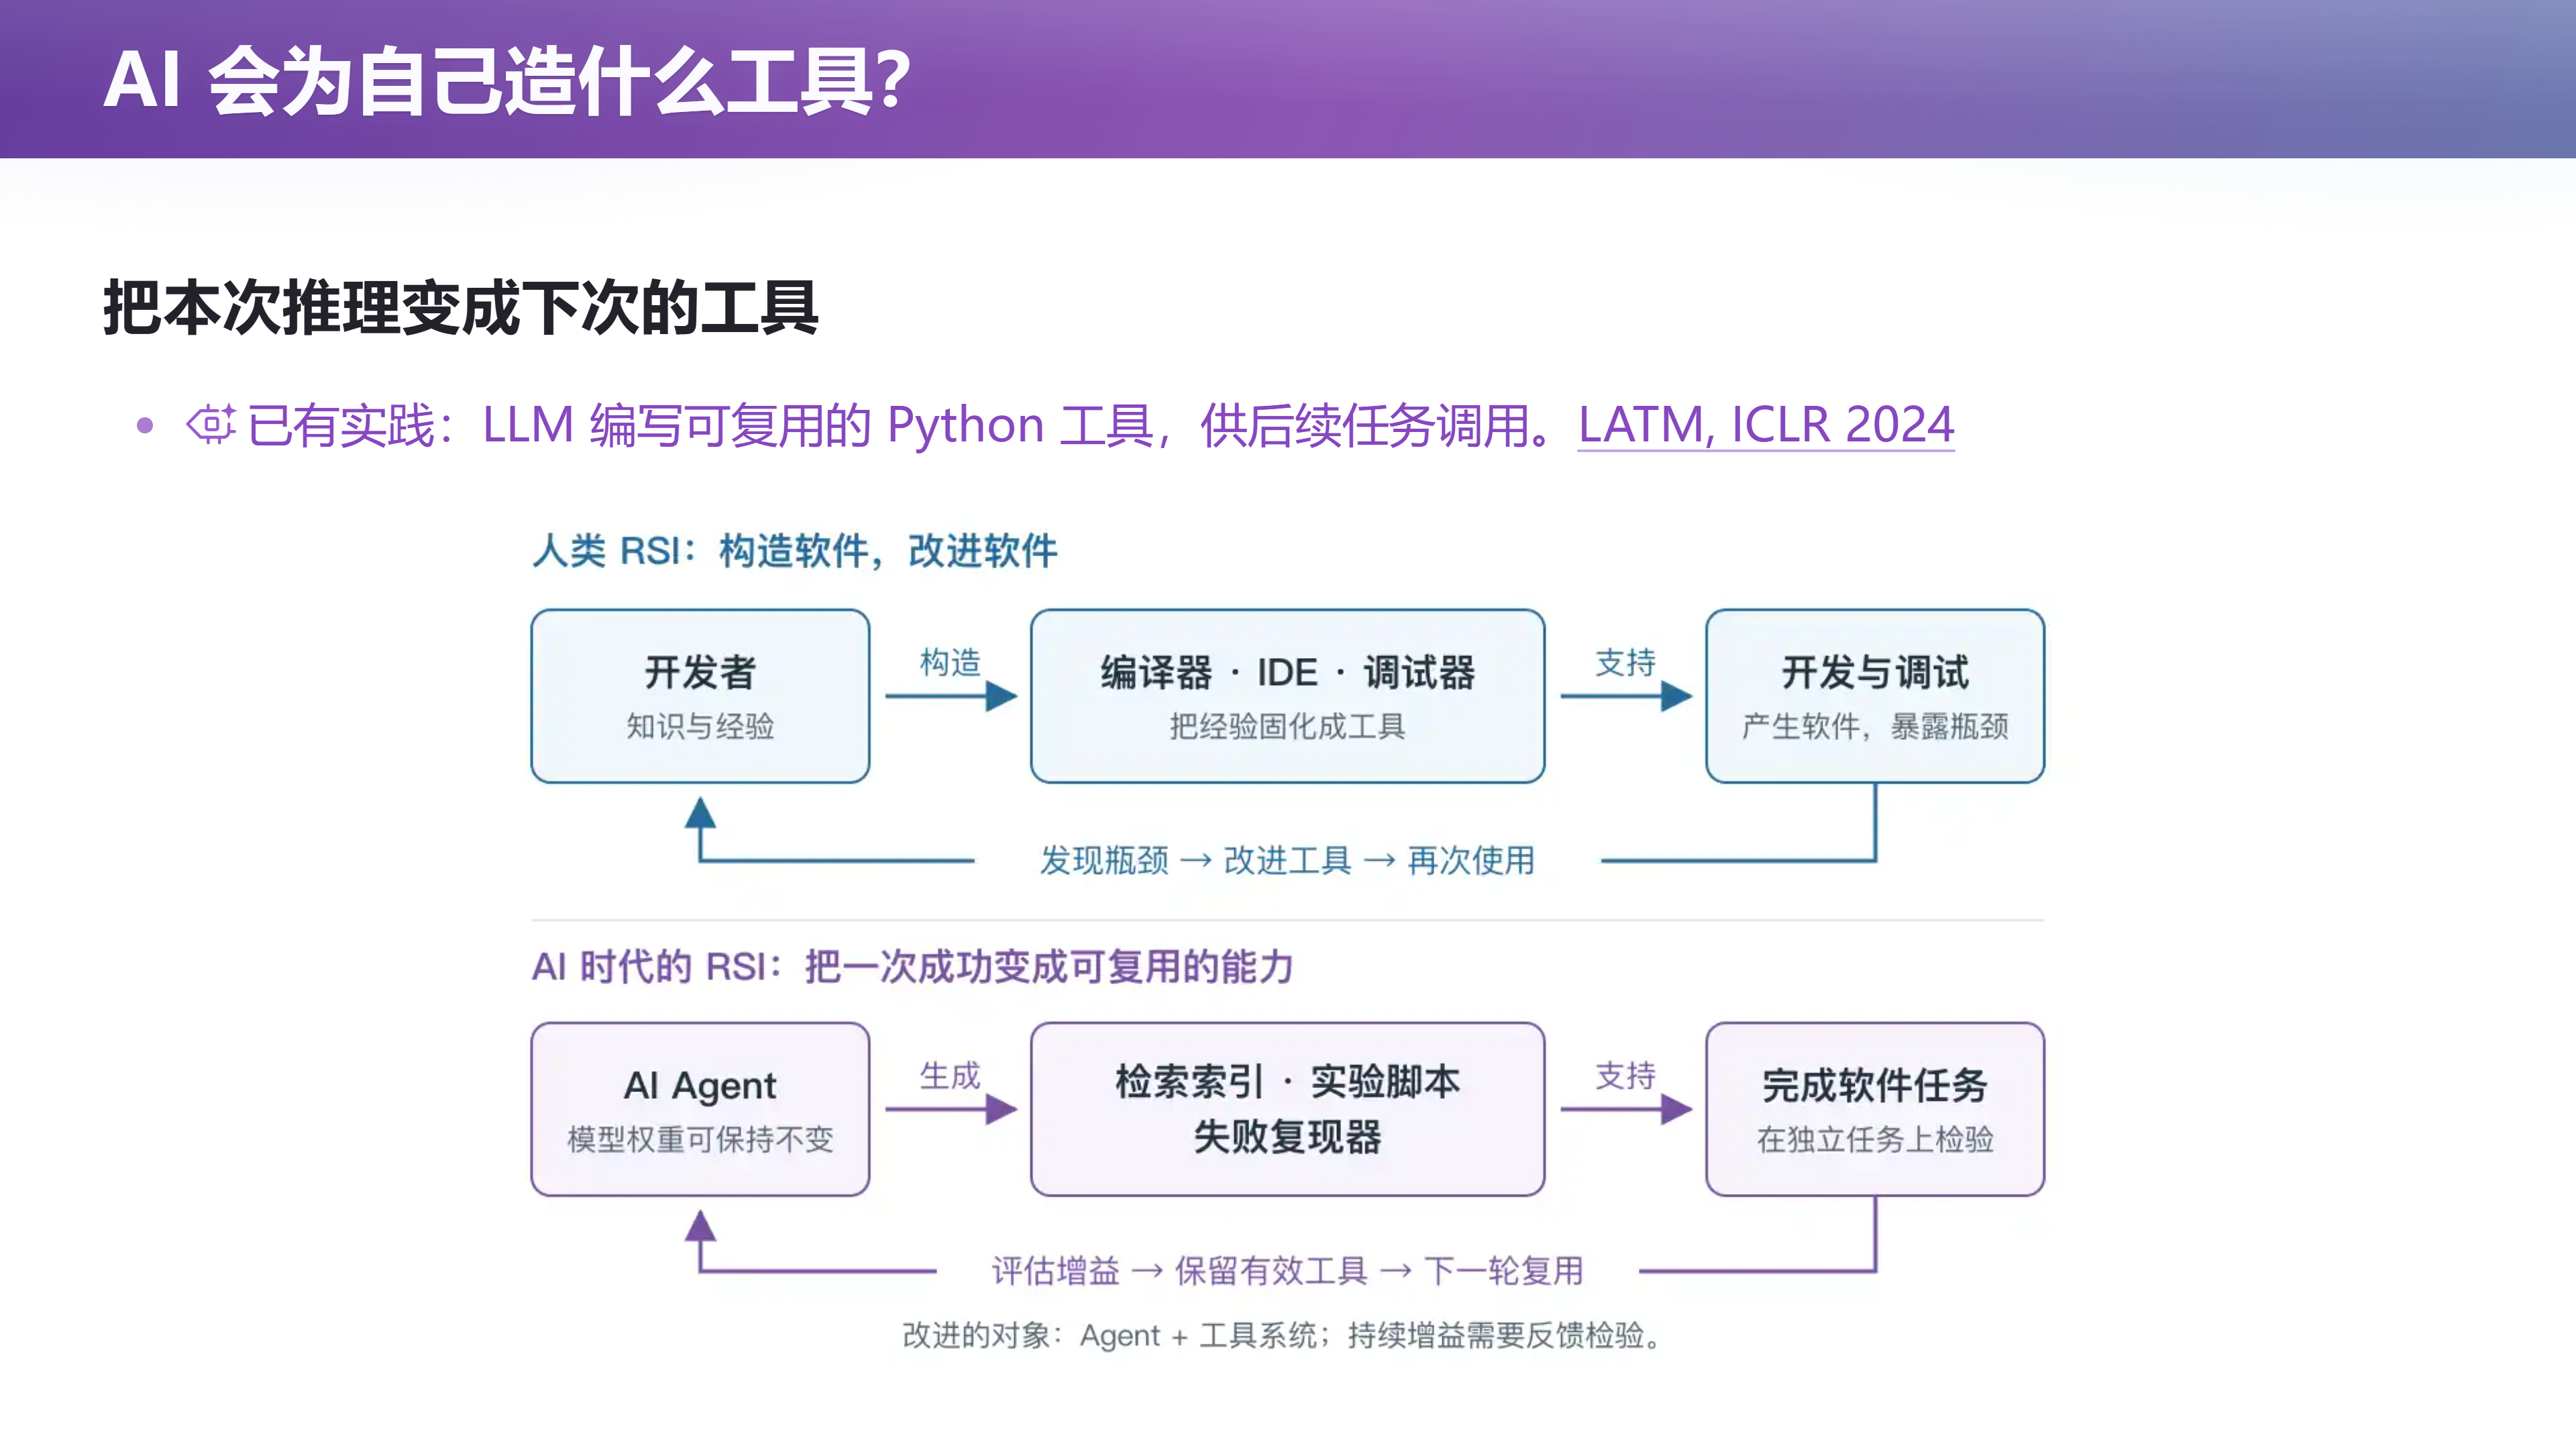 AI 会为自己造什么工具？
把本次推理变成下次的工具
已有实践：LLM 编写可复用的 Python 工具，供后续任务调用。LATM, ICLR 2024
人类 RSI：构造软件，改进软件
开发者
知识与经验
构造
编译器 · IDE · 调试器
把经验固化成工具
支持
开发与调试
产生软件，暴露瓶颈
发现瓶颈 → 改进工具 → 再次使用
AI 时代的 RSI：把一次成功变成可复用的能力
AI Agent
模型权重可保持不变
生成
检索索引 · 实验脚本
失败复现器
支持
完成软件任务
在独立任务上检验
评估增益 → 保留有效工具 → 下一轮复用
改进的对象：Agent + 工具系统；持续增益需要反馈检验。